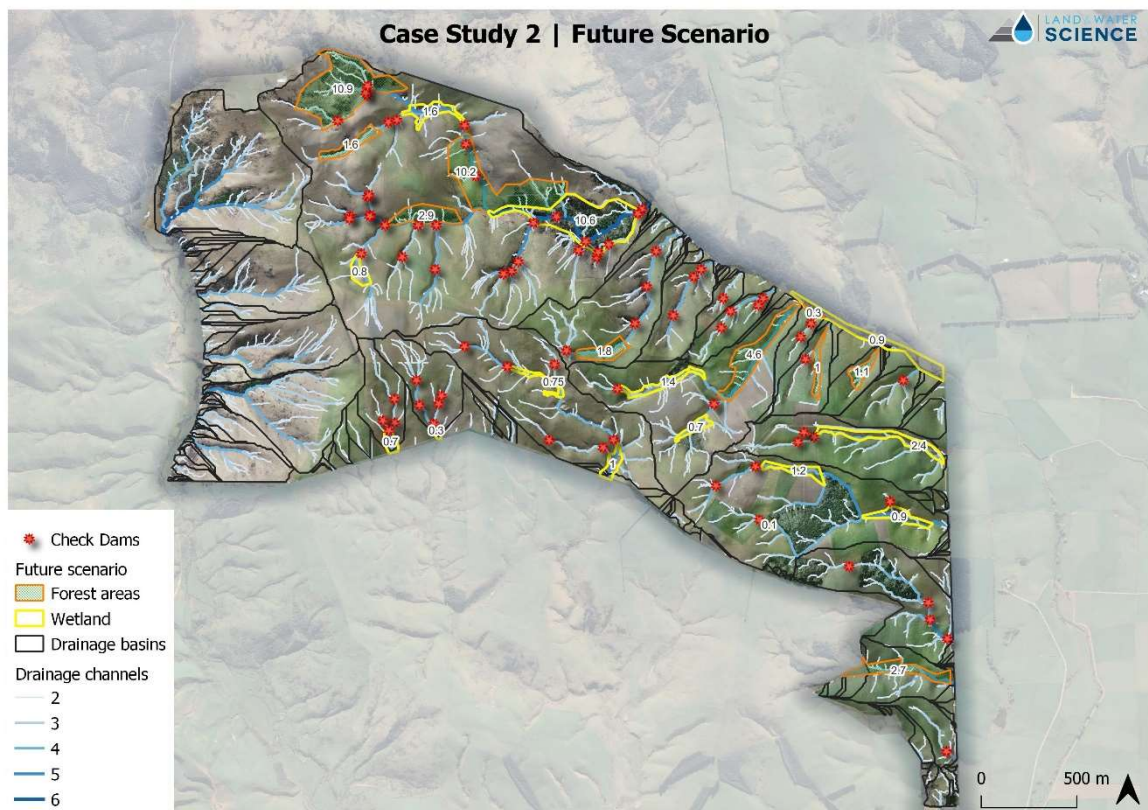 Case Study 2 | Future Scenario
LAND & WATER
SCIENCE
10.9
1.6
1.6
10.2
2.9
10.6
0.8
0.3
0.9
1.8
4.6
1
1.1
0.75
1.4
0.7
0.3
0.7
1
2.4
1.2
0.9
0.1
2.7
Check Dams
Future scenario
Forest areas
Wetland
Drainage basins
Drainage channels
2
3
4
5
6
0 500 m